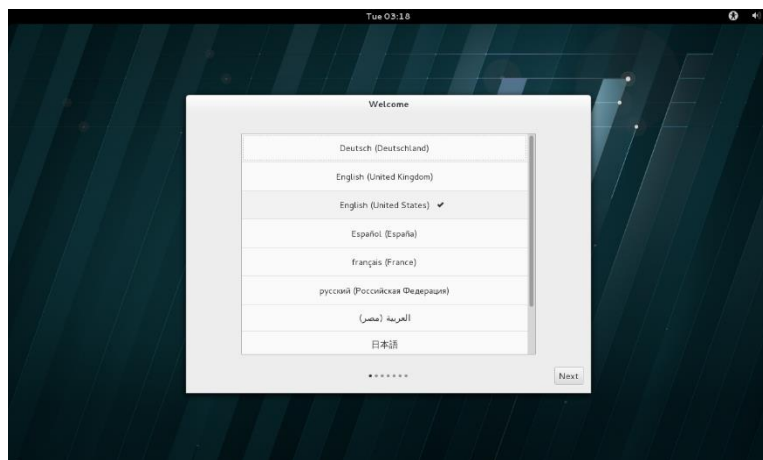 Tue 03:18
Welcome
Deutsch (Deutschland)
English (United Kingdom)
English (United States) ✔
Español (España)
français (France)
русский (Российская Федерация)
العربية (مصر)
日本語
Next